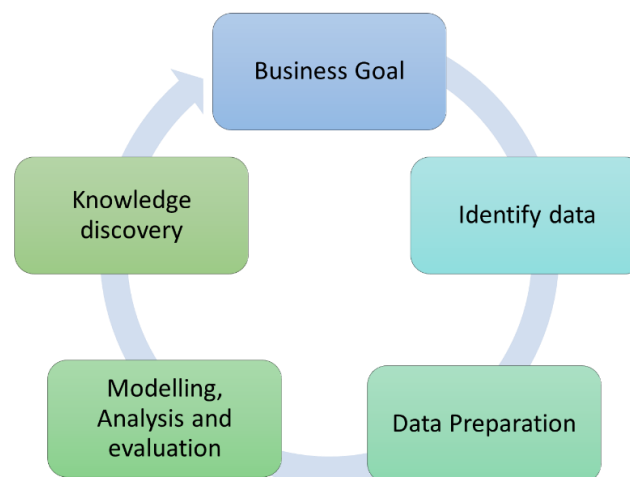 Business Goal
Identify data
Data Preparation
Modelling,
Analysis and
evaluation
Knowledge
discovery